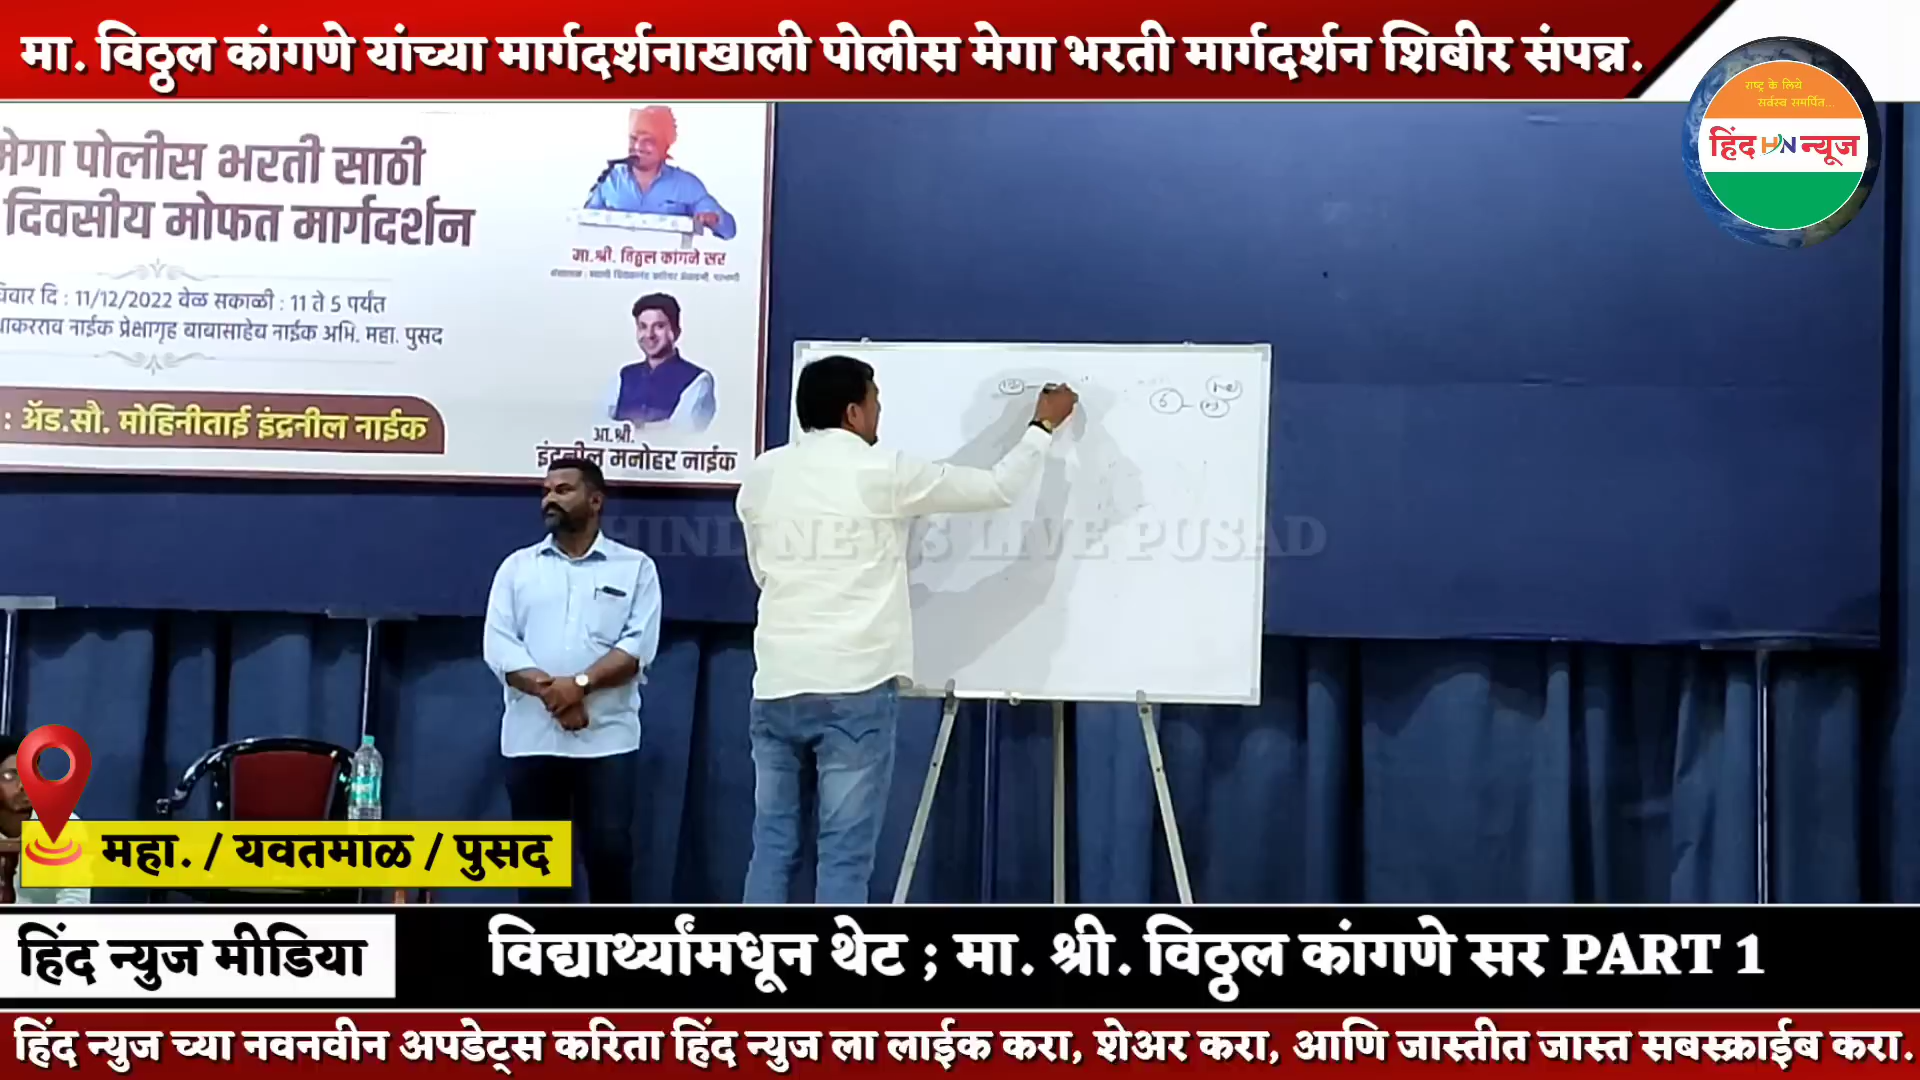 मा. विठ्ठल कांगणे यांच्या मार्गदर्शनाखाली पोलीस मेगा भरती मार्गदर्शन शिबीर संपन्न.
राष्ट्र के लिये
सर्वस्व समर्पित...
हिंद HN न्यूज
मेगा पोलीस भरती साठी
दिवसीय मोफत मार्गदर्शन
मा.श्री. विठ्ठल कांगने सर
दि : 11/12/2022 वेळ सकाळी : 11 ते 5 पर्यंत
नाईक प्रेक्षागृह बाबासाहेब नाईक अभि. महा. पुसद
: ॲड.सौ. मोहिनीताई इंद्रनील नाईक
आ.श्री.
इंद्रनील मनोहर नाईक
HIND NEWS LIVE PUSAD
महा. / यवतमाळ / पुसद
हिंद न्युज मीडिया
विद्यार्थ्यांमधून थेट ; मा. श्री. विठ्ठल कांगणे सर PART 1
हिंद न्युज च्या नवनवीन अपडेट्स करिता हिंद न्युज ला लाईक करा, शेअर करा, आणि जास्तीत जास्त सबस्क्राईब करा.